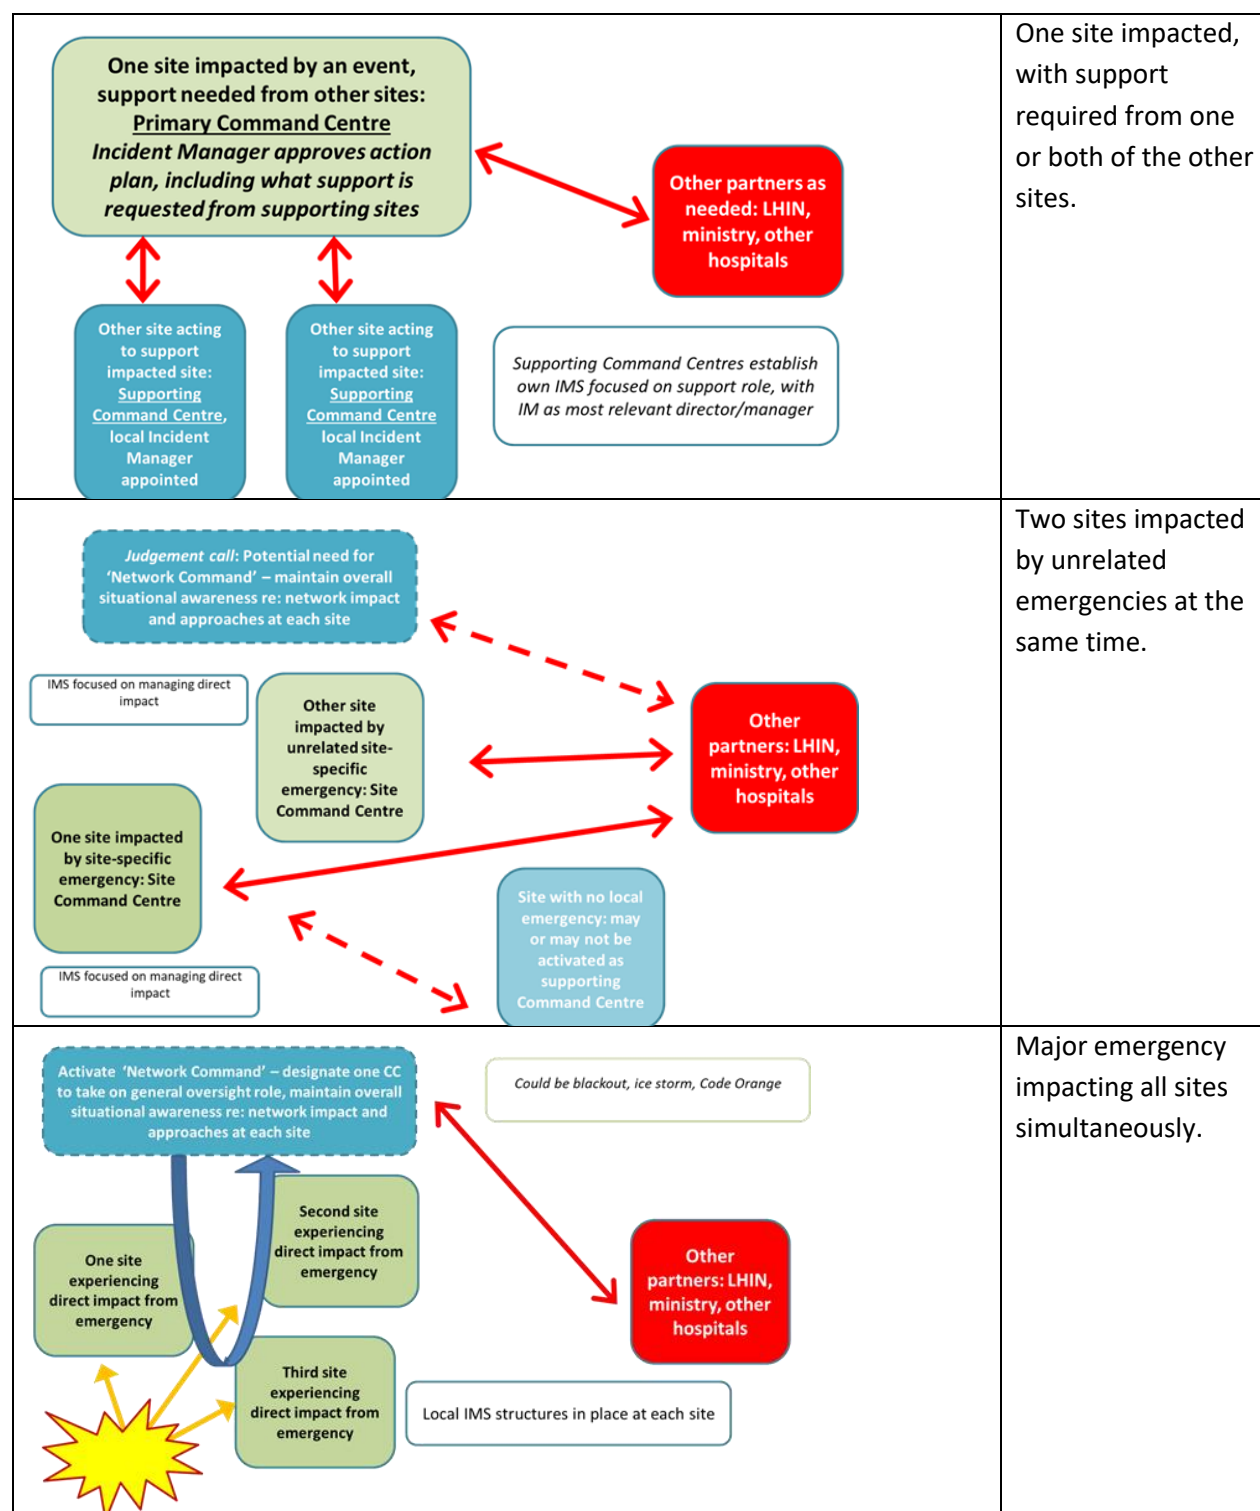 One site impacted by an event,
support needed from other sites:
Primary Command Centre
Incident Manager approves action
plan, including what support is
requested from supporting sites
Other partners as
needed: LHIN,
ministry, other
hospitals
Other site acting
to support
impacted site:
Supporting
Command Centre,
local Incident
Manager
appointed
Other site acting
to support
impacted site:
Supporting
Command Centre
local Incident
Manager
appointed
Supporting Command Centres establish
own IMS focused on support role, with
IM as most relevant director/manager
One site impacted,
with support
required from one
or both of the other
sites.
Judgement call: Potential need for
‘Network Command’ – maintain overall
situational awareness re: network impact
and approaches at each site
IMS focused on managing direct
impact
Other site
impacted by
unrelated site-
specific
emergency: Site
Command Centre
Other
partners: LHIN,
ministry, other
hospitals
One site impacted
by site-specific
emergency: Site
Command Centre
Site with no local
emergency: may
or may not be
activated as
supporting
Command Centre
IMS focused on managing direct
impact
Two sites impacted
by unrelated
emergencies at the
same time.
Activate ‘Network Command’ – designate one CC
to take on general oversight role, maintain overall
situational awareness re: network impact and
approaches at each site
Could be blackout, ice storm, Code Orange
Second site
experiencing
direct impact from
emergency
One site
experiencing
direct impact from
emergency
Other
partners: LHIN,
ministry, other
hospitals
Third site
experiencing
direct impact from
emergency
Local IMS structures in place at each site
Major emergency
impacting all sites
simultaneously.